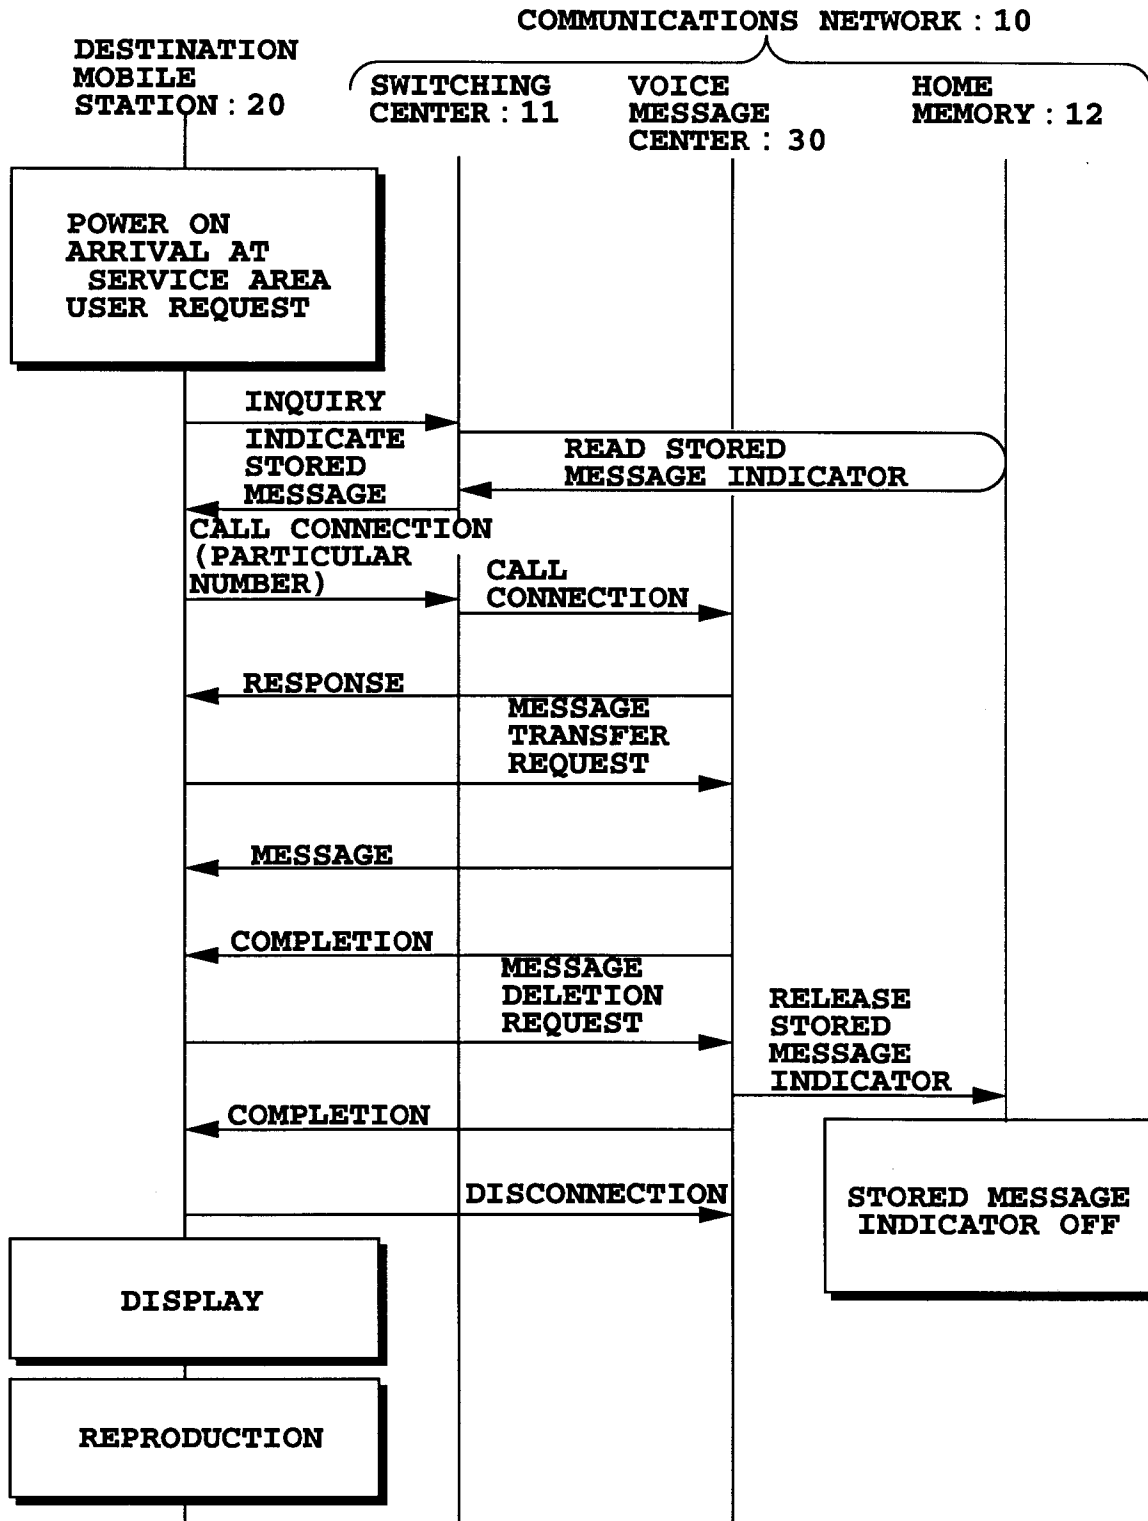 COMMUNICATIONS NETWORK : 10
DESTINATION
MOBILE
STATION : 20
SWITCHING
CENTER : 11
VOICE
MESSAGE
CENTER : 30
HOME
MEMORY : 12
POWER ON
ARRIVAL AT
SERVICE AREA
USER REQUEST
INQUIRY
INDICATE
STORED
MESSAGE
READ STORED
MESSAGE INDICATOR
CALL CONNECTION
(PARTICULAR
NUMBER)
CALL
CONNECTION
RESPONSE
MESSAGE
TRANSFER
REQUEST
MESSAGE
COMPLETION
MESSAGE
DELETION
REQUEST
RELEASE
STORED
MESSAGE
INDICATOR
COMPLETION
DISCONNECTION
STORED MESSAGE
INDICATOR OFF
DISPLAY
REPRODUCTION